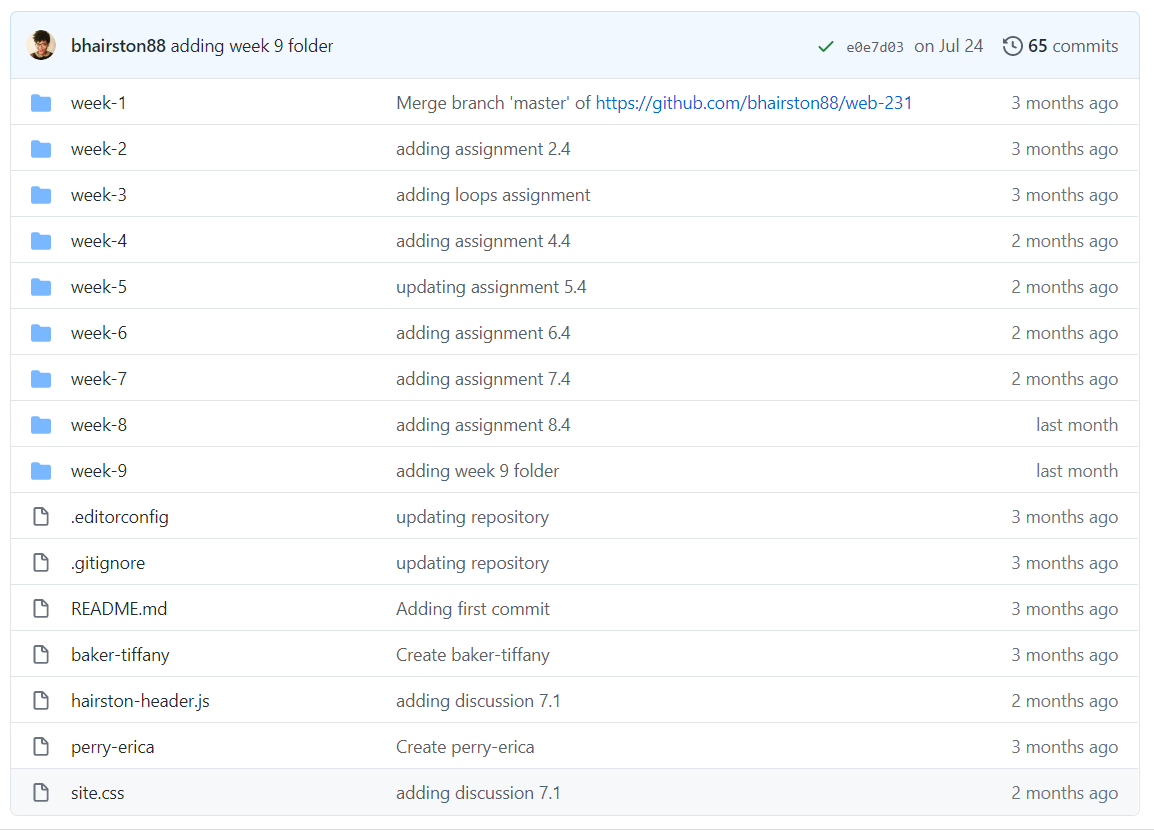 bhairston88 adding week 9 folder e0e7d03 on Jul 24 65 commits
week-1 Merge branch 'master' of https://github.com/bhairston88/web-231 3 months ago
week-2 adding assignment 2.4 3 months ago
week-3 adding loops assignment 3 months ago
week-4 adding assignment 4.4 2 months ago
week-5 updating assignment 5.4 2 months ago
week-6 adding assignment 6.4 2 months ago
week-7 adding assignment 7.4 2 months ago
week-8 adding assignment 8.4 last month
week-9 adding week 9 folder last month
.editorconfig updating repository 3 months ago
.gitignore updating repository 3 months ago
README.md Adding first commit 3 months ago
baker-tiffany Create baker-tiffany 3 months ago
hairston-header.js adding discussion 7.1 2 months ago
perry-erica Create perry-erica 3 months ago
site.css adding discussion 7.1 2 months ago